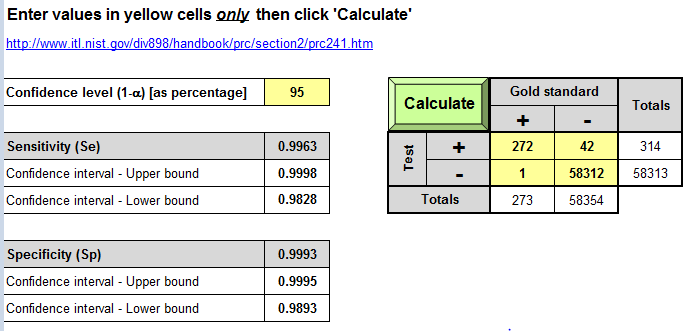 Enter values in yellow cells only then click 'Calculate'
http://www.itl.nist.gov/div898/handbook/prc/section2/prc241.htm
Confidence level (1-α) [as percentage] 95
Sensitivity (Se) 0.9963
Confidence interval - Upper bound 0.9998
Confidence interval - Lower bound 0.9828
Specificity (Sp) 0.9993
Confidence interval - Upper bound 0.9995
Confidence interval - Lower bound 0.9893
Calculate Gold standard Totals
+ -
Test + 272 42 314
- 1 58312 58313
Totals 273 58354